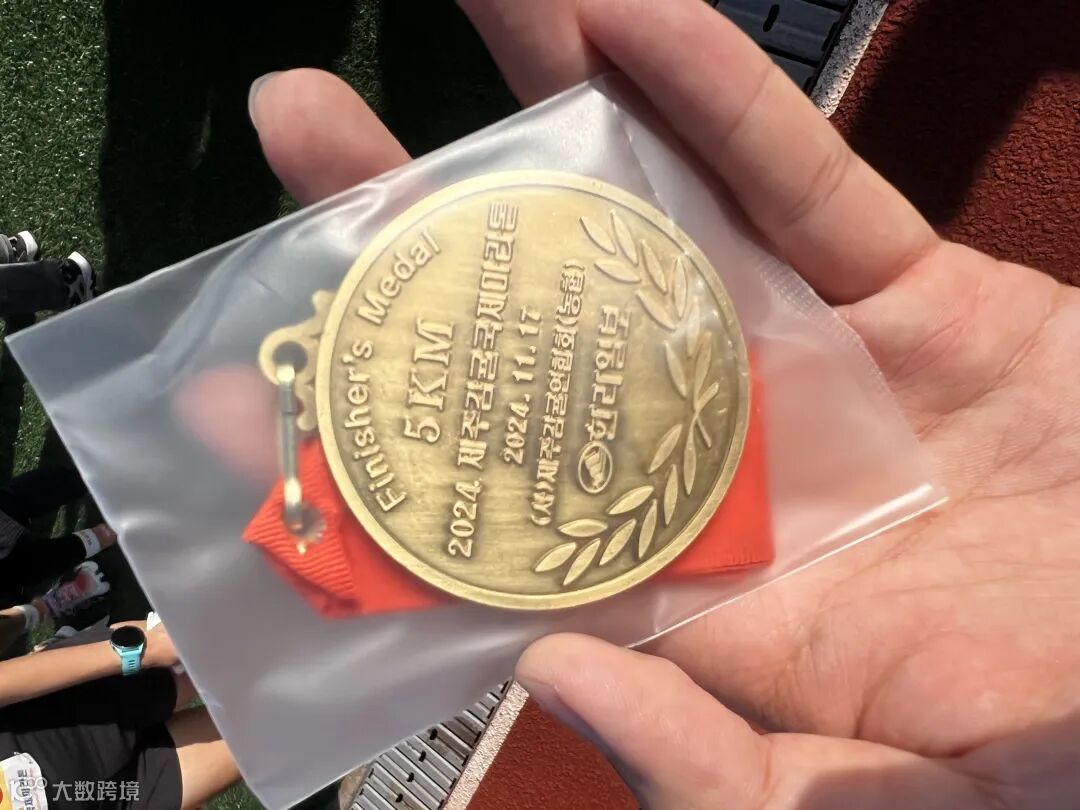 Finisher's Medal
5KM
2024. 제주감귤국제마라톤
2024. 11. 17
(사)제주감귤연합회(농협)
한라일보
大数跨境